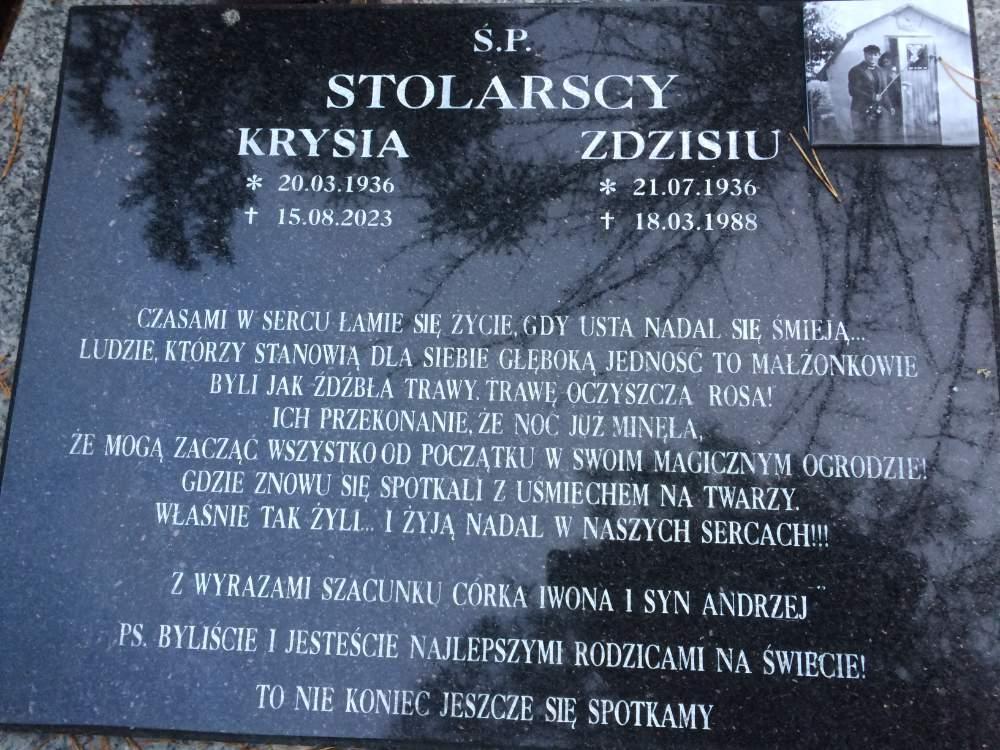 Ś.P.
STOLARSCY
KRYSIA ZDZISIU
* 20.03.1936 * 21.07.1936
† 15.08.2023 † 18.03.1988
CZASAMI W SERCU ŁAMIE SIĘ ŻYCIE, GDY USTA NADAL SIĘ ŚMIEJĄ...
LUDZIE, KTÓRZY STANOWIĄ DLA SIEBIE GŁĘBOKĄ JEDNOŚĆ TO MAŁŻONKOWIE
BYLI JAK ŹDŹBŁA TRAWY. TRAWĘ OCZYSZCZA ROSA!
ICH PRZEKONANIE, ŻE NOC JUŻ MINĘŁA,
ŻE MOGĄ ZACZĄĆ WSZYSTKO OD POCZĄTKU W SWOIM MAGICZNYM OGRODZIE!
GDZIE ZNOWU SIĘ SPOTKALI Z UŚMIECHEM NA TWARZY.
WŁAŚNIE TAK ŻYLI... I ŻYJĄ NADAL W NASZYCH SERCACH!!!
Z WYRAZAMI SZACUNKU CÓRKA IWONA I SYN ANDRZEJ
PS. BYLIŚCIE I JESTEŚCIE NAJLEPSZYMI RODZICAMI NA ŚWIECIE!
TO NIE KONIEC JESZCZE SIĘ SPOTKAMY